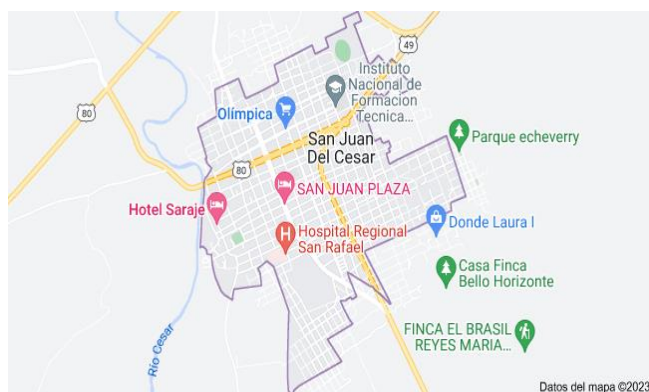 49
80
Instituto
Nacional de
Formacion
Tecnica...
Olímpica
San Juan
Del Cesar
Parque echeverry
80
SAN JUAN PLAZA
Hotel Saraje
Hospital Regional
San Rafael
Donde Laura I
Casa Finca
Bello Horizonte
Río Cesar
FINCA EL BRASIL
REYES MARIA...
Datos del mapa ©2023